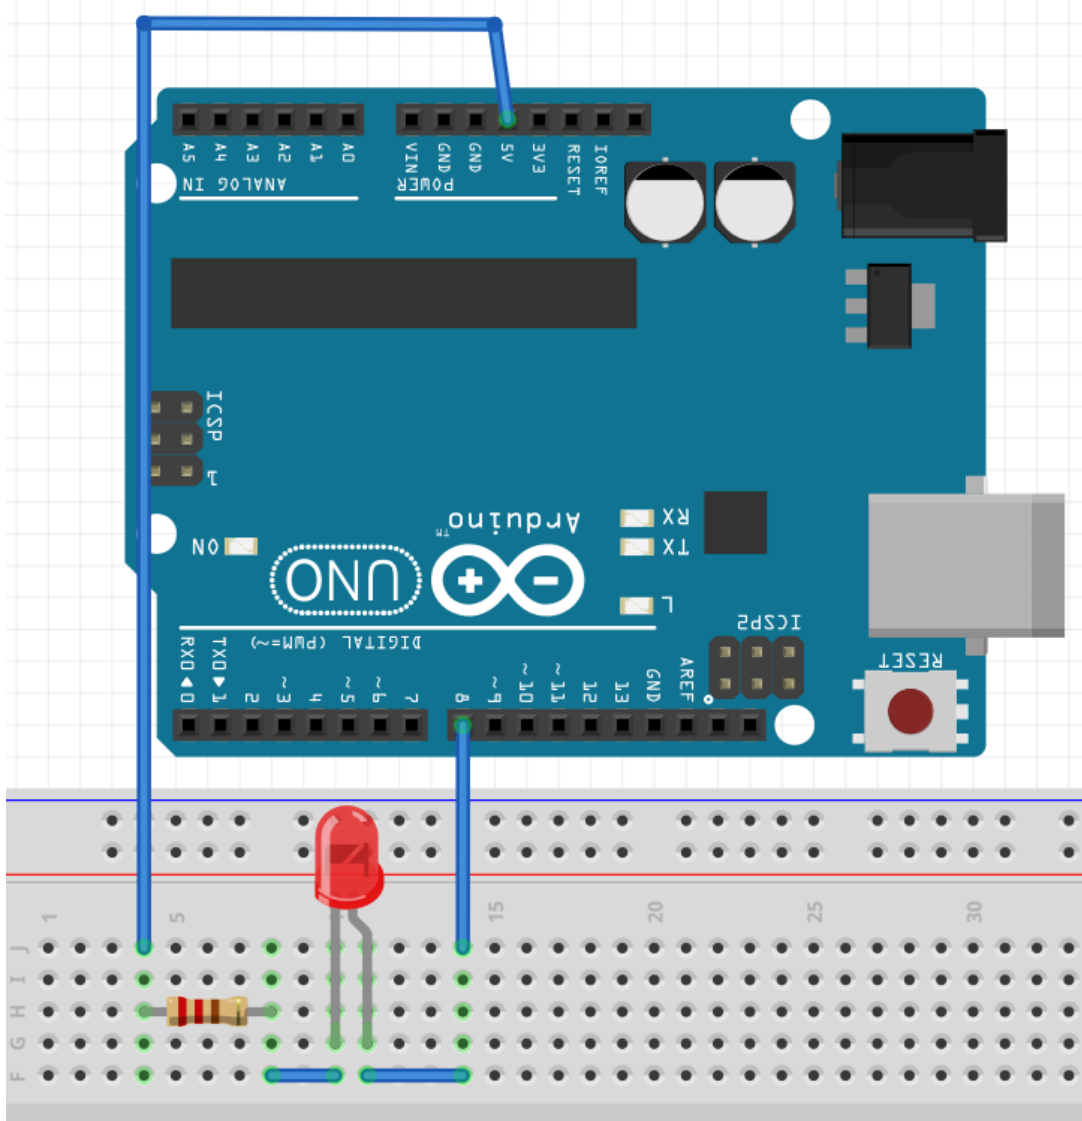 A5 A4 A3 A2 A1 A0 VIN GND GND 5V 3V3 RESET IOREF
ANALOG IN POWER
ICSP
1
Arduino™ RX
ON TX
UNO + − L
DIGITAL (PWM=~) ICSP2
RESET
RX0◀0 TX0▶1 2 ~3 4 ~5 ~6 7 8 ~9 ~10 ~11 12 13 GND AREF
1 5 15 20 25 30
J
I
H
G
F